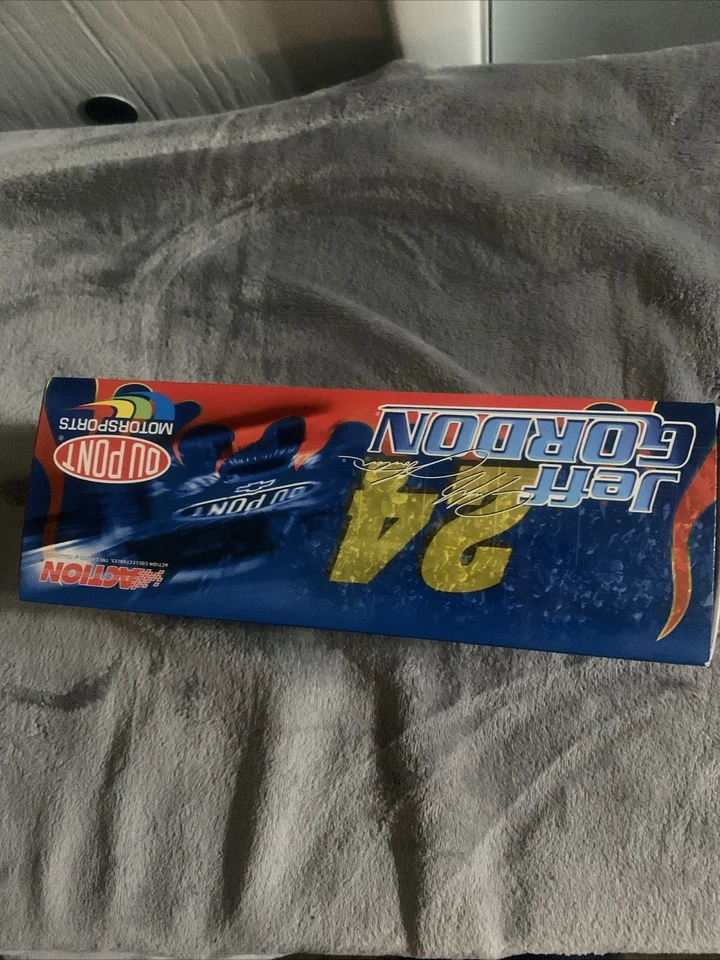 Jeff
GORDON
24
DU PONT
DU PONT
MOTORSPORTS
ACTION